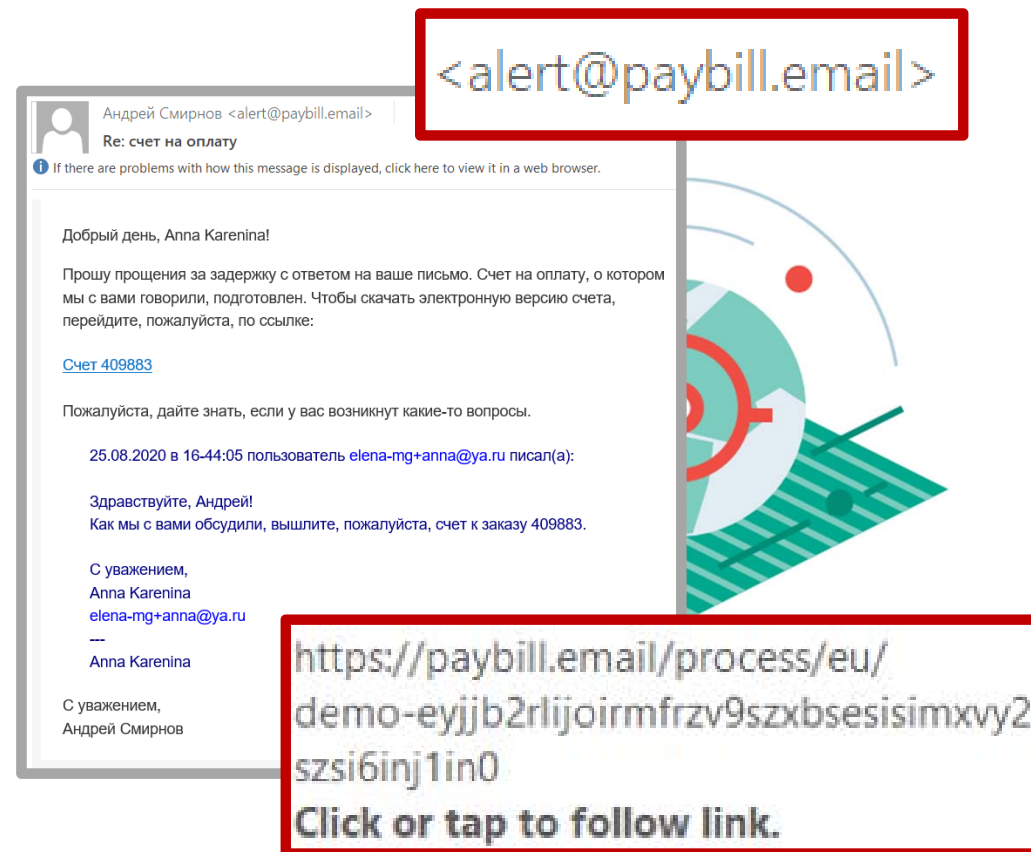 <alert@paybill.email>
Андрей Смирнов <alert@paybill.email>
Re: счет на оплату
If there are problems with how this message is displayed, click here to view it in a web browser.
Добрый день, Anna Karenina!
Прошу прощения за задержку с ответом на ваше письмо. Счет на оплату, о котором
мы с вами говорили, подготовлен. Чтобы скачать электронную версию счета,
перейдите, пожалуйста, по ссылке:
Счет 409883
Пожалуйста, дайте знать, если у вас возникнут какие-то вопросы.
25.08.2020 в 16-44:05 пользователь elena-mg+anna@ya.ru писал(а):
Здравствуйте, Андрей!
Как мы с вами обсудили, вышлите, пожалуйста, счет к заказу 409883.
С уважением,
Anna Karenina
elena-mg+anna@ya.ru
---
Anna Karenina
С уважением,
Андрей Смирнов
https://paybill.email/process/eu/
demo-eyjjb2rlijoirmfrzv9szxbsesisimxvy2
szsi6inj1in0
Click or tap to follow link.